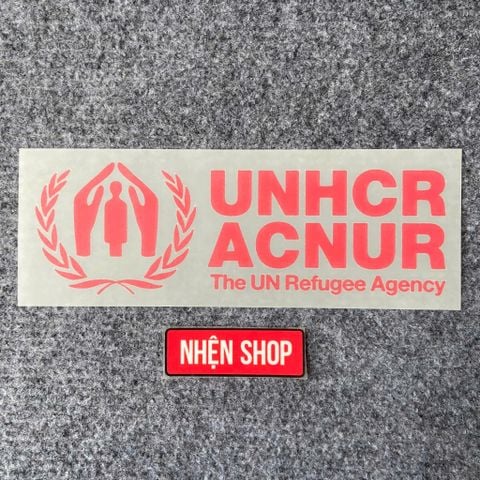 UNHCR
ACNUR
The UN Refugee Agency
NHỆN SHOP